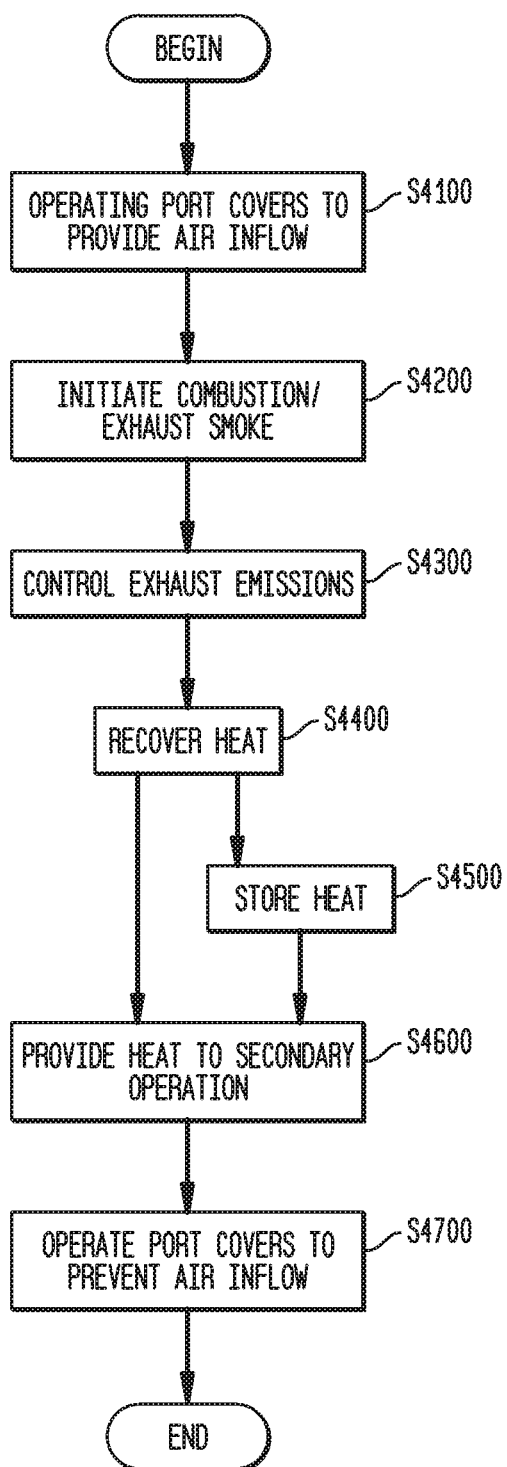 BEGIN
OPERATING PORT COVERS TO
PROVIDE AIR INFLOW
S4100
INITIATE COMBUSTION/
EXHAUST SMOKE
S4200
CONTROL EXHAUST EMISSIONS
S4300
RECOVER HEAT
S4400
STORE HEAT
S4500
PROVIDE HEAT TO SECONDARY
OPERATION
S4600
OPERATE PORT COVERS TO
PREVENT AIR INFLOW
S4700
END